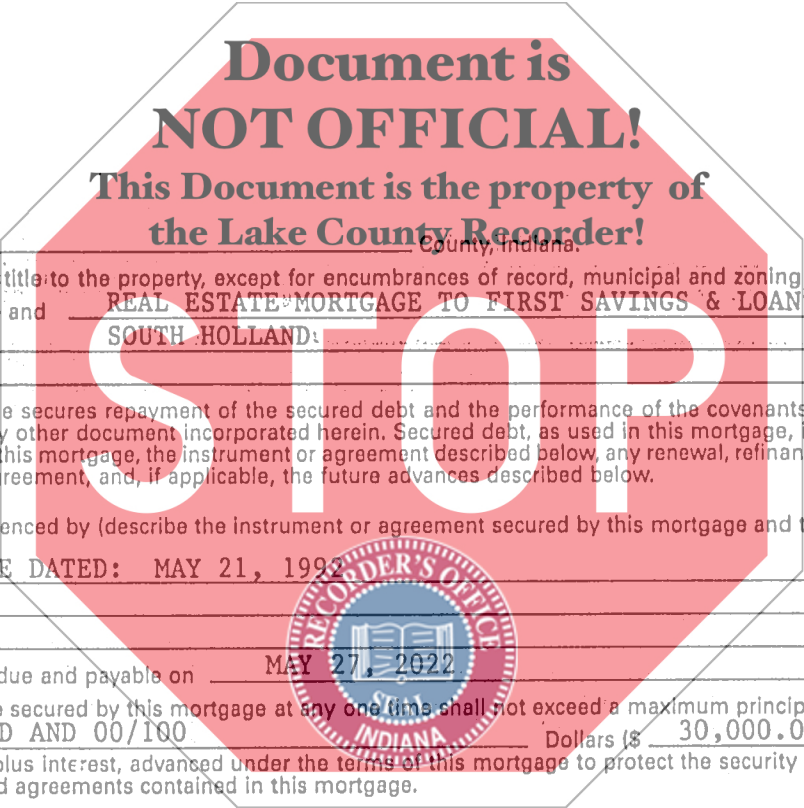 Document is
NOT OFFICIAL!
This Document is the property of
the Lake County Recorder!
County, Indiana.
title to the property, except for encumbrances of record, municipal and zoning
and REAL ESTATE MORTGAGE TO FIRST SAVINGS & LOAN
SOUTH HOLLAND
STOP
e secures repayment of the secured debt and the performance of the covenants
y other document incorporated herein. Secured debt, as used in this mortgage, i
this mortgage, the instrument or agreement described below, any renewal, refinan
reement, and, if applicable, the future advances described below.
enced by (describe the instrument or agreement secured by this mortgage and t
E DATED: MAY 21, 1992
RECORDER'S OFFICE
due and payable on MAY 27, 2022
SEAL
e secured by this mortgage at any one time shall not exceed a maximum princip
D AND 00/100 Dollars ($ 30,000.0
INDIANA
plus interest, advanced under the terms of this mortgage to protect the security
d agreements contained in this mortgage.